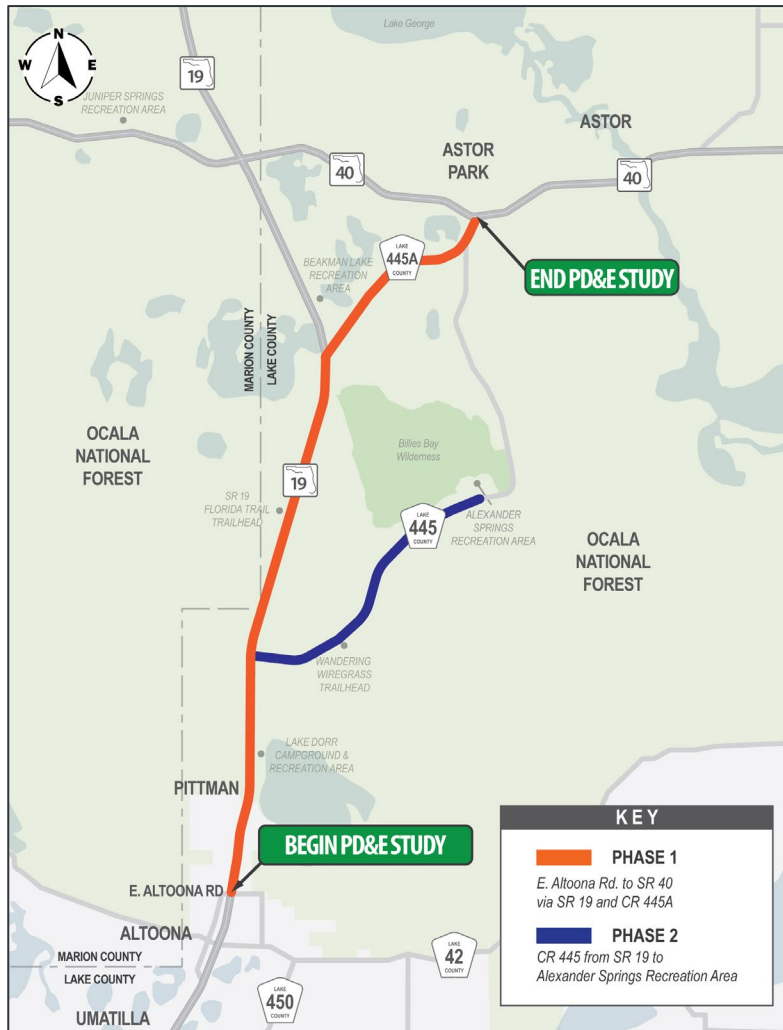 Lake George
N
W E
S
19
JUNIPER SPRINGS
RECREATION AREA
ASTOR
ASTOR
PARK
40
40
LAKE
445A
COUNTY
BEAKMAN LAKE
RECREATION
AREA
END PD&E STUDY
MARION COUNTY
LAKE COUNTY
OCALA
NATIONAL
FOREST
Billies Bay
Wilderness
19
SR 19
FLORIDA TRAIL
TRAILHEAD
LAKE
445
COUNTY
ALEXANDER
SPRINGS
RECREATION AREA
OCALA
NATIONAL
FOREST
WANDERING
WIREGRASS
TRAILHEAD
LAKE DORR
CAMPGROUND &
RECREATION AREA
PITTMAN
BEGIN PD&E STUDY
E. ALTOONA RD
ALTOONA
MARION COUNTY
LAKE COUNTY
LAKE
42
COUNTY
LAKE
450
COUNTY
UMATILLA
KEY
PHASE 1
E. Altoona Rd. to SR 40
via SR 19 and CR 445A
PHASE 2
CR 445 from SR 19 to
Alexander Springs Recreation Area